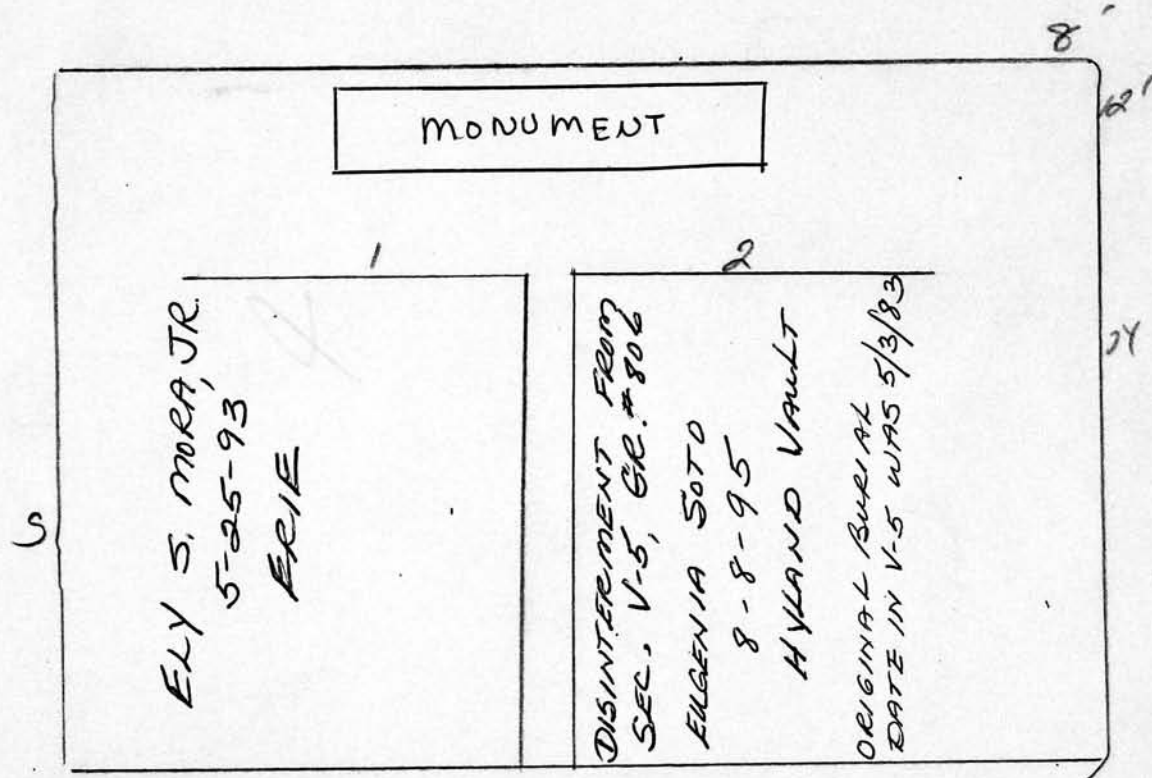 8'
12'
MONUMENT
1
2
ELY S. MORA, JR.
5-25-93
ERIE
DISINTERMENT FROM
SEC. V-5, GR. #806
EUGENIA SOTO
8-8-95
HYLAND VAULT
ORIGINAL BURIAL
DATE IN V-5 WAS 5/3/83
S